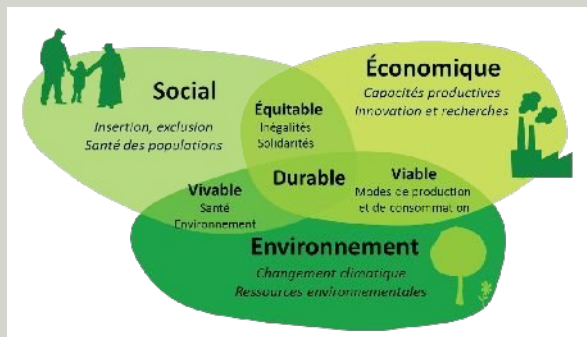 Social
Insertion, exclusion
Santé des populations
Économique
Capacités productives
Innovation et recherches
Équitable
Inégalités
Solidarités
Durable
Vivable
Santé
Environnement
Viable
Modes de production
et de consommation
Environnement
Changement climatique
Ressources environnementales